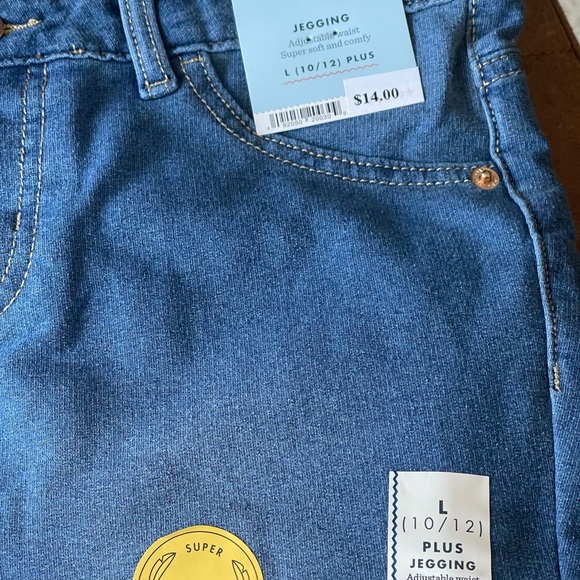 JEGGING
Adjustable waist
Super soft and comfy
L (10/12) PLUS
$14.00
SUPER
L
(10/12)
PLUS
JEGGING
Adjustable waist